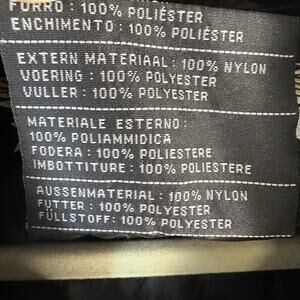 FORRO : 100% POLIÉSTER
ENCHIMENTO : 100% POLIÉSTER
EXTERN MATERIAAL : 100% NYLON
VOERING : 100% POLYESTER
VULLER : 100% POLYESTER
MATERIALE ESTERNO :
100% POLIAMMIDICA
FODERA : 100% POLIESTERE
IMBOTTITURE : 100% POLIESTERE
AUSSENMATERIAL : 100% NYLON
FUTTER : 100% POLYESTER
FÜLLSTOFF : 100% POLYESTER